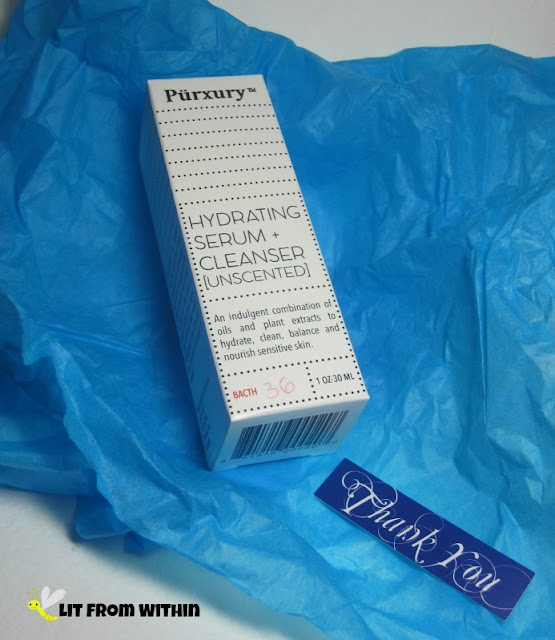 Pürxury™
HYDRATING
SERUM +
CLEANSER
[UNSCENTED]
An indulgent combination of
oils and plant extracts to
hydrate, clean, balance and
nourish sensitive skin.
BACTH 36 1 OZ·30 ML
Thank You
LIT FROM WITHIN